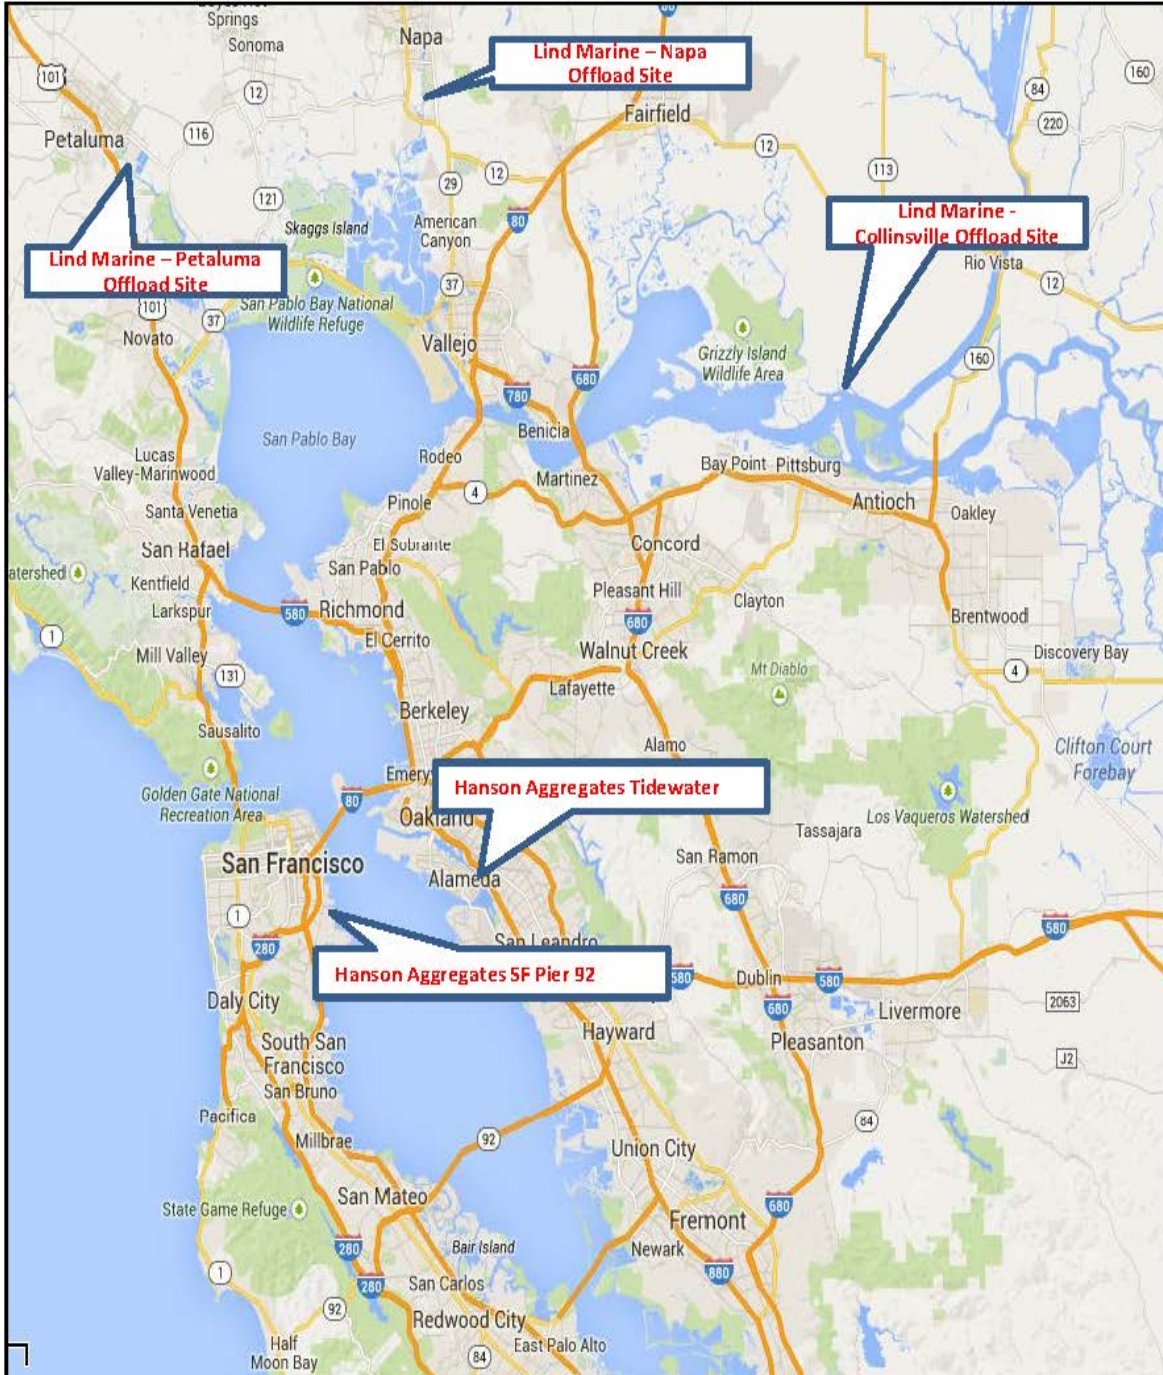 Springs
Sonoma
Napa
80
Lind Marine – Napa
Offload Site
101
12
160
84
Fairfield
220
Petaluma
116
12
113
12
29
121
80
Skaggs Island
American
Canyon
Lind Marine -
Collinsville Offload Site
Lind Marine – Petaluma
Offload Site
Rio Vista
12
37
San Pablo Bay National
Wildlife Refuge
101
37
Novato
Vallejo
Grizzly Island
Wildlife Area
160
680
780
Benicia
San Pablo Bay
Lucas
Valley-Marinwood
Rodeo
Bay Point
Pittsburg
Martinez
4
Pinole
Antioch
Oakley
Santa Venetia
San Rafael
El Sobrante
Concord
San Pablo
atershed
Kentfield
Pleasant Hill
Clayton
Larkspur
580
Richmond
680
Brentwood
1
El Cerrito
Walnut Creek
Discovery Bay
Mill Valley
131
Mt Diablo
4
Lafayette
Berkeley
Sausalito
Alamo
Clifton Court
Forebay
Emery
Golden Gate National
Recreation Area
80
Hanson Aggregates Tidewater
Oakland
Los Vaqueros Watershed
Tassajara
San Francisco
San Ramon
Alameda
680
1
580
280
San Leandro
Hanson Aggregates SF Pier 92
580
Dublin
580
Daly City
680
Livermore
2063
Hayward
Pleasanton
South San
Francisco
J2
San Bruno
Pacifica
84
Millbrae
92
Union City
San Mateo
State Game Refuge
680
Fremont
280
Bair Island
Newark
1
280
San Carlos
880
92
Redwood City
East Palo Alto
Half
Moon Bay
84